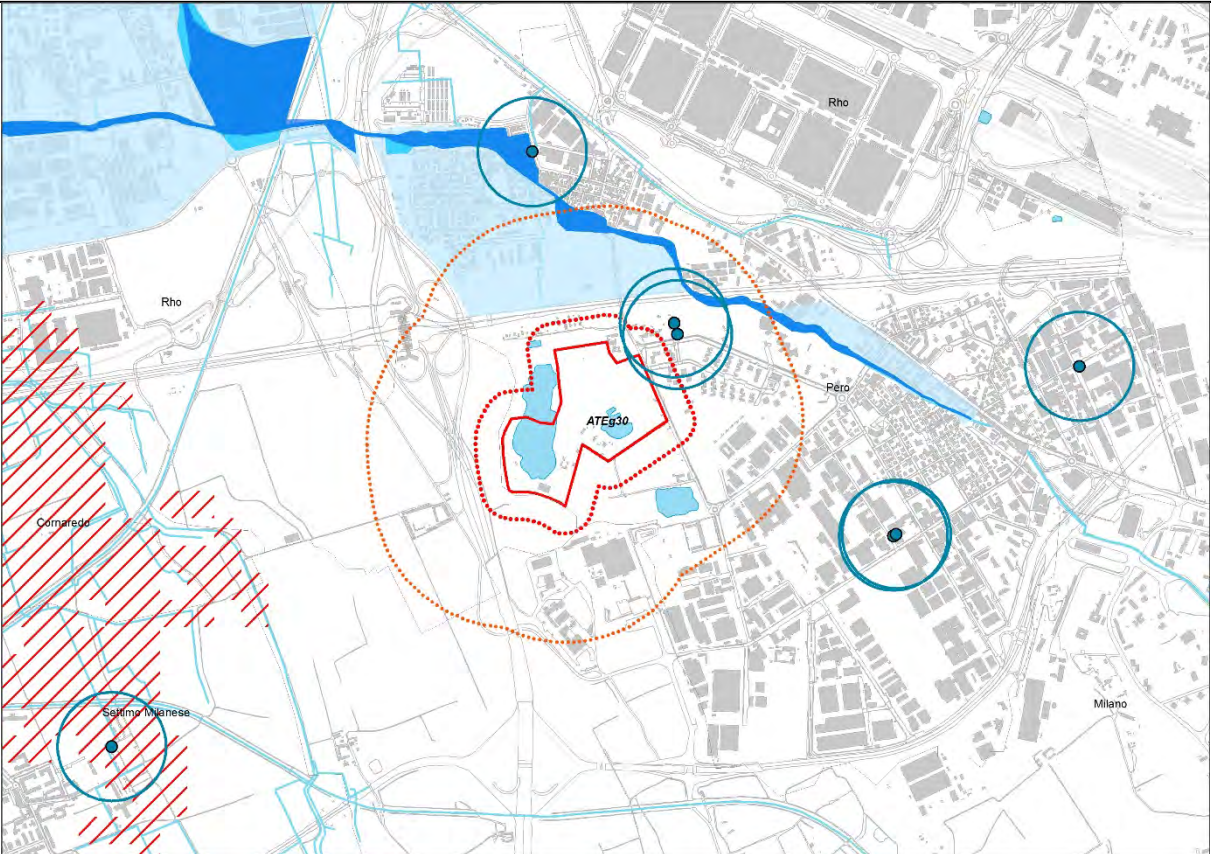 Rho
Rho
Pero
ATEg30
Cornaredo
Settimo Milanese
Milano